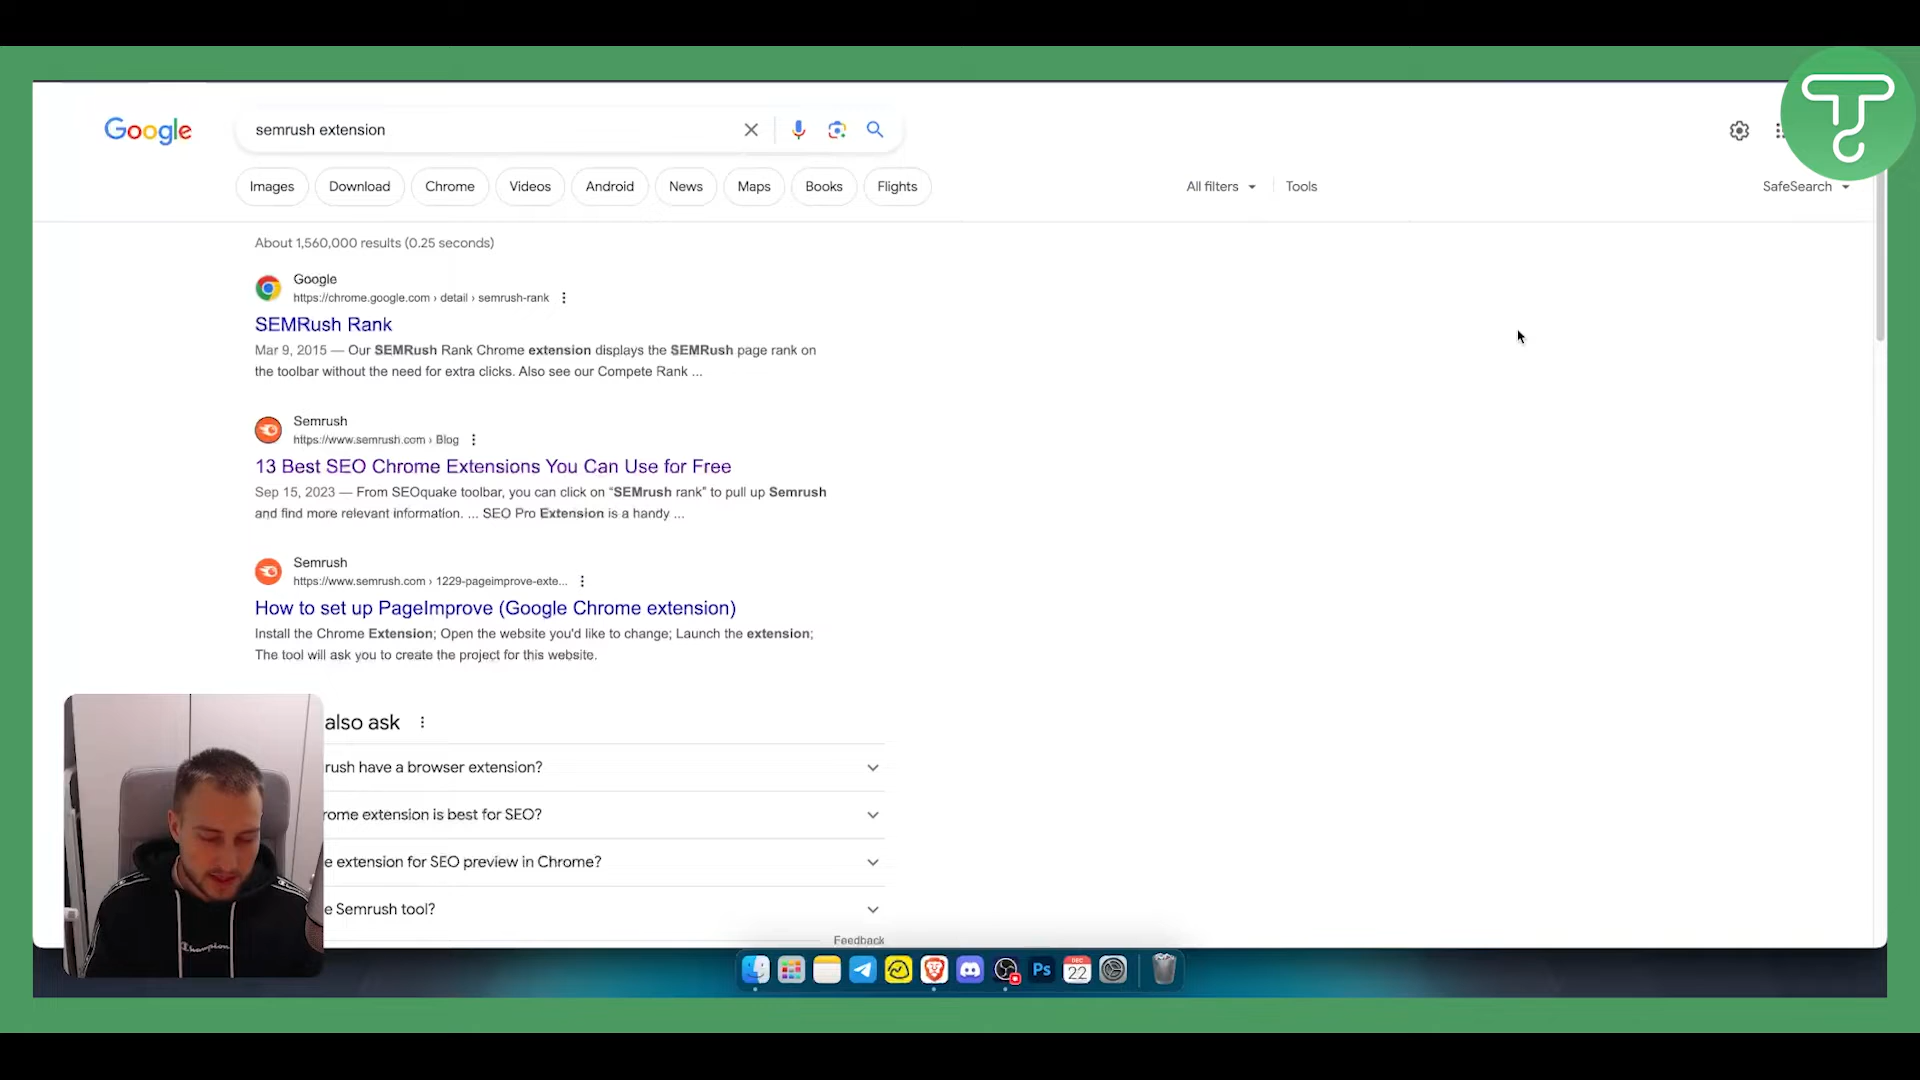 Google
semrush extension
Images
Download
Chrome
Videos
Android
News
Maps
Books
Flights
All filters
Tools
SafeSearch
About 1,560,000 results (0.25 seconds)
Google
https://chrome.google.com › detail › semrush-rank
SEMRush Rank
Mar 9, 2015 — Our SEMRush Rank Chrome extension displays the SEMRush page rank on
the toolbar without the need for extra clicks. Also see our Compete Rank ...
Semrush
https://www.semrush.com › Blog
13 Best SEO Chrome Extensions You Can Use for Free
Sep 15, 2023 — From SEOquake toolbar, you can click on “SEMrush rank” to pull up Semrush
and find more relevant information. ... SEO Pro Extension is a handy ...
Semrush
https://www.semrush.com › 1229-pageimprove-exte...
How to set up PageImprove (Google Chrome extension)
Install the Chrome Extension; Open the website you'd like to change; Launch the extension;
The tool will ask you to create the project for this website.
also ask
rush have a browser extension?
rome extension is best for SEO?
e extension for SEO preview in Chrome?
e Semrush tool?
Feedback
Champion
Ps
DEC
22